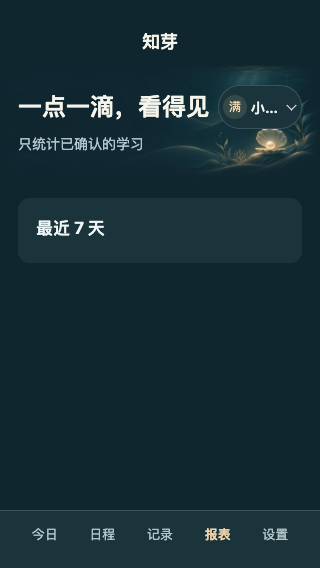 知芽
一点一滴，看得见
满 小...
只统计已确认的学习
最近 7 天
今日 日程 记录 报表 设置